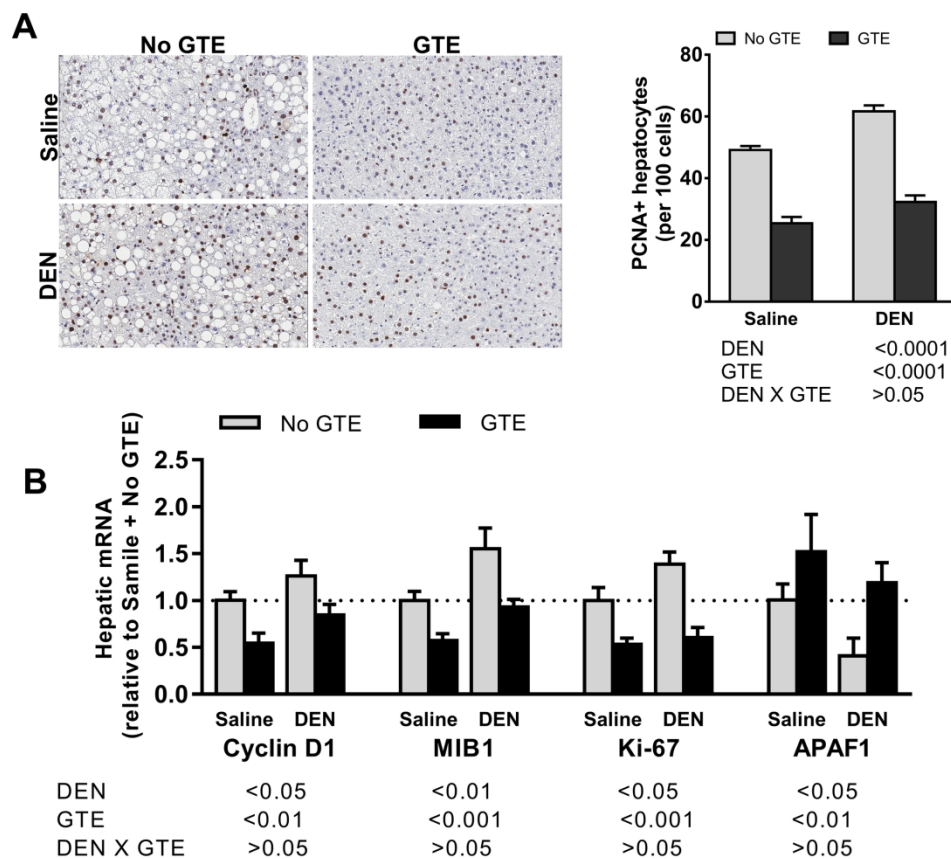 A
No GTE GTE
Saline
DEN
No GTE GTE
80
60
40
20
0
PCNA+ hepatocytes
(per 100 cells)
Saline DEN
DEN <0.0001
GTE <0.0001
DEN X GTE >0.05
B
No GTE GTE
Hepatic mRNA
(relative to Samile + No GTE)
2.5
2.0
1.5
1.0
0.5
0.0
Saline DEN Saline DEN Saline DEN Saline DEN
Cyclin D1 MIB1 Ki-67 APAF1
DEN <0.05 <0.01 <0.05 <0.05
GTE <0.01 <0.001 <0.001 <0.01
DEN X GTE >0.05 >0.05 >0.05 >0.05